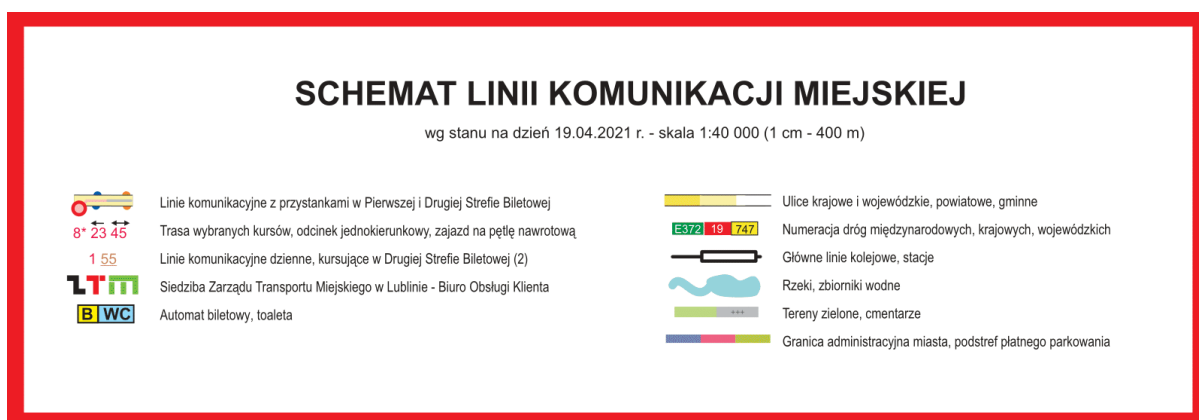 SCHEMAT LINII KOMUNIKACJI MIEJSKIEJ
wg stanu na dzień 19.04.2021 r. - skala 1:40 000 (1 cm - 400 m)
Linie komunikacyjne z przystankami w Pierwszej i Drugiej Strefie Biletowej
8* 23 45 Trasa wybranych kursów, odcinek jednokierunkowy, zajazd na pętlę nawrotową
1 55 Linie komunikacyjne dzienne, kursujące w Drugiej Strefie Biletowej (2)
ZTM Siedziba Zarządu Transportu Miejskiego w Lublinie - Biuro Obsługi Klienta
B WC Automat biletowy, toaleta
Ulice krajowe i wojewódzkie, powiatowe, gminne
E372 19 747 Numeracja dróg międzynarodowych, krajowych, wojewódzkich
Główne linie kolejowe, stacje
Rzeki, zbiorniki wodne
+++ Tereny zielone, cmentarze
Granica administracyjna miasta, podstref płatnego parkowania